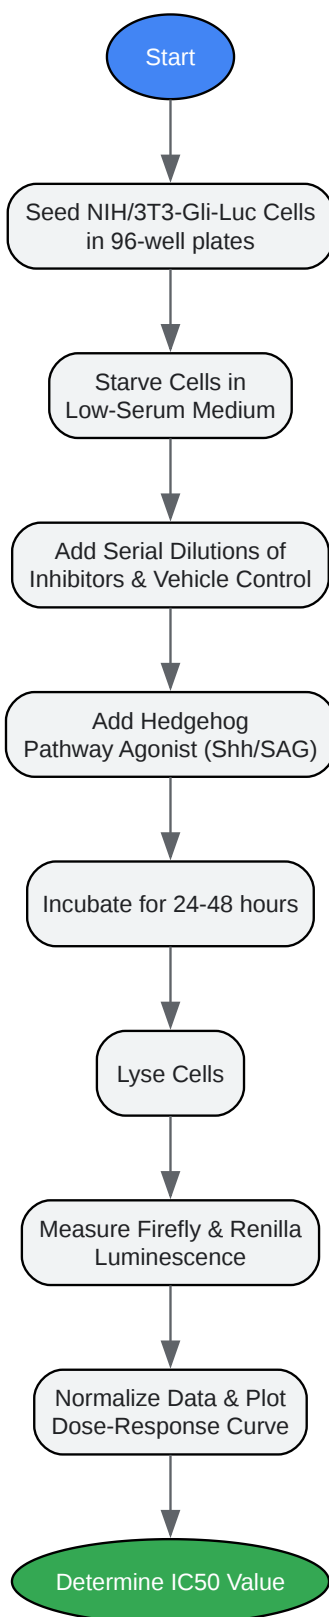 Start
Seed NIH/3T3-Gli-Luc Cells
in 96-well plates
Starve Cells in
Low-Serum Medium
Add Serial Dilutions of
Inhibitors & Vehicle Control
Add Hedgehog
Pathway Agonist (Shh/SAG)
Incubate for 24-48 hours
Lyse Cells
Measure Firefly & Renilla
Luminescence
Normalize Data & Plot
Dose-Response Curve
Determine IC50 Value